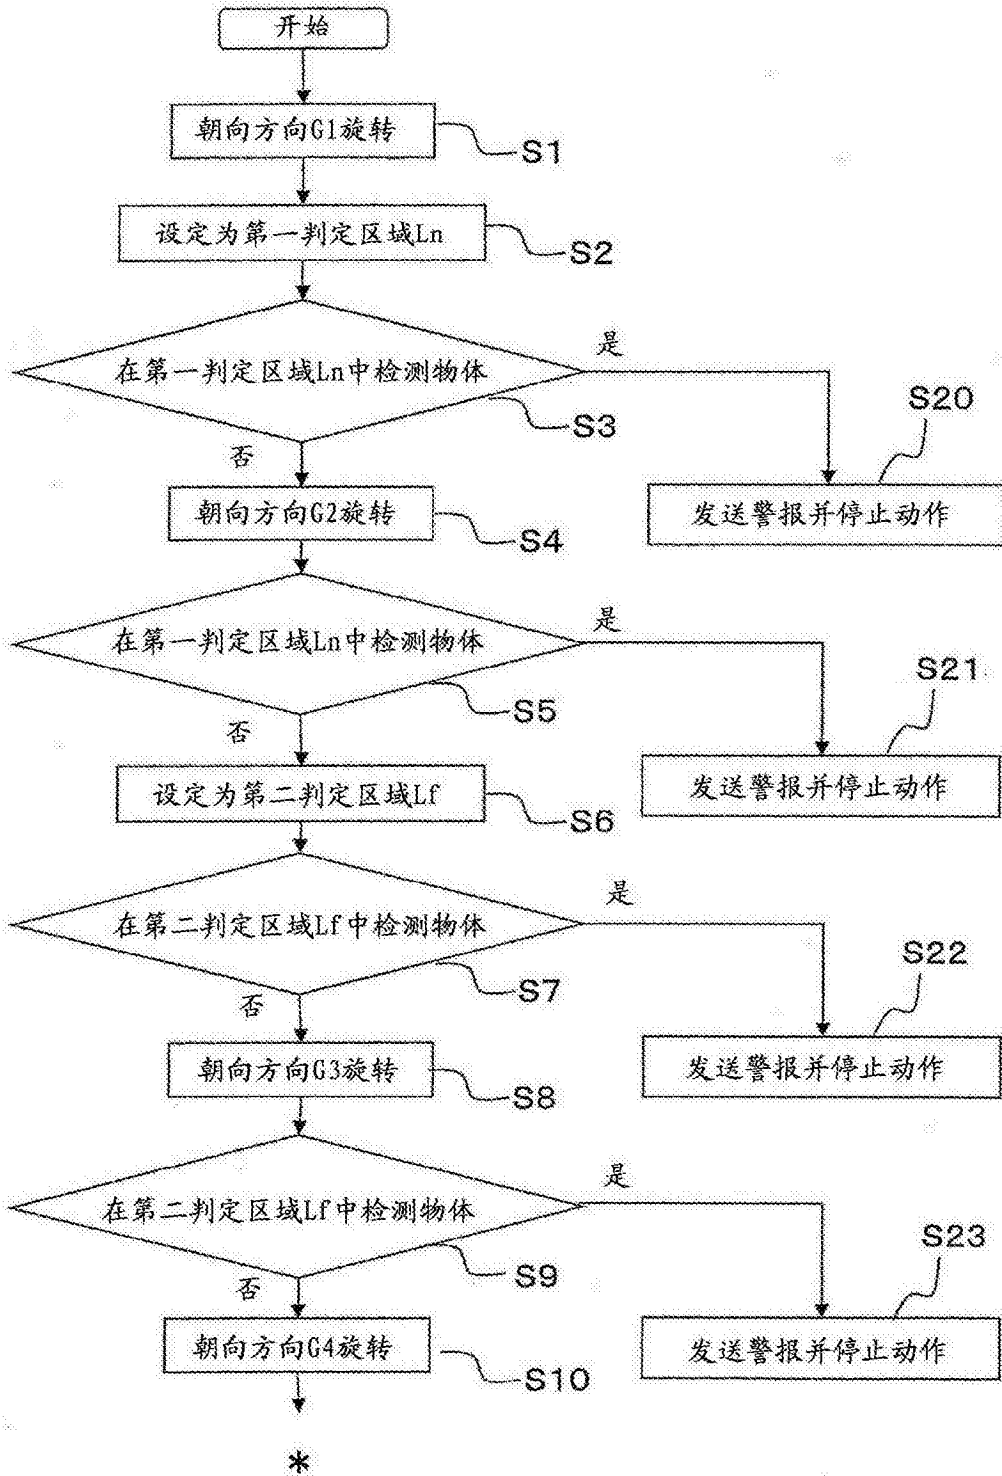 开始
朝向方向G1旋转
S1
设定为第一判定区域Ln
S2
在第一判定区域Ln中检测物体
是
S3
否
S20
发送警报并停止动作
朝向方向G2旋转
S4
在第一判定区域Ln中检测物体
是
S5
否
S21
发送警报并停止动作
设定为第二判定区域Lf
S6
在第二判定区域Lf中检测物体
是
S7
否
S22
发送警报并停止动作
朝向方向G3旋转
S8
在第二判定区域Lf中检测物体
是
S9
否
S23
发送警报并停止动作
朝向方向G4旋转
S10
*